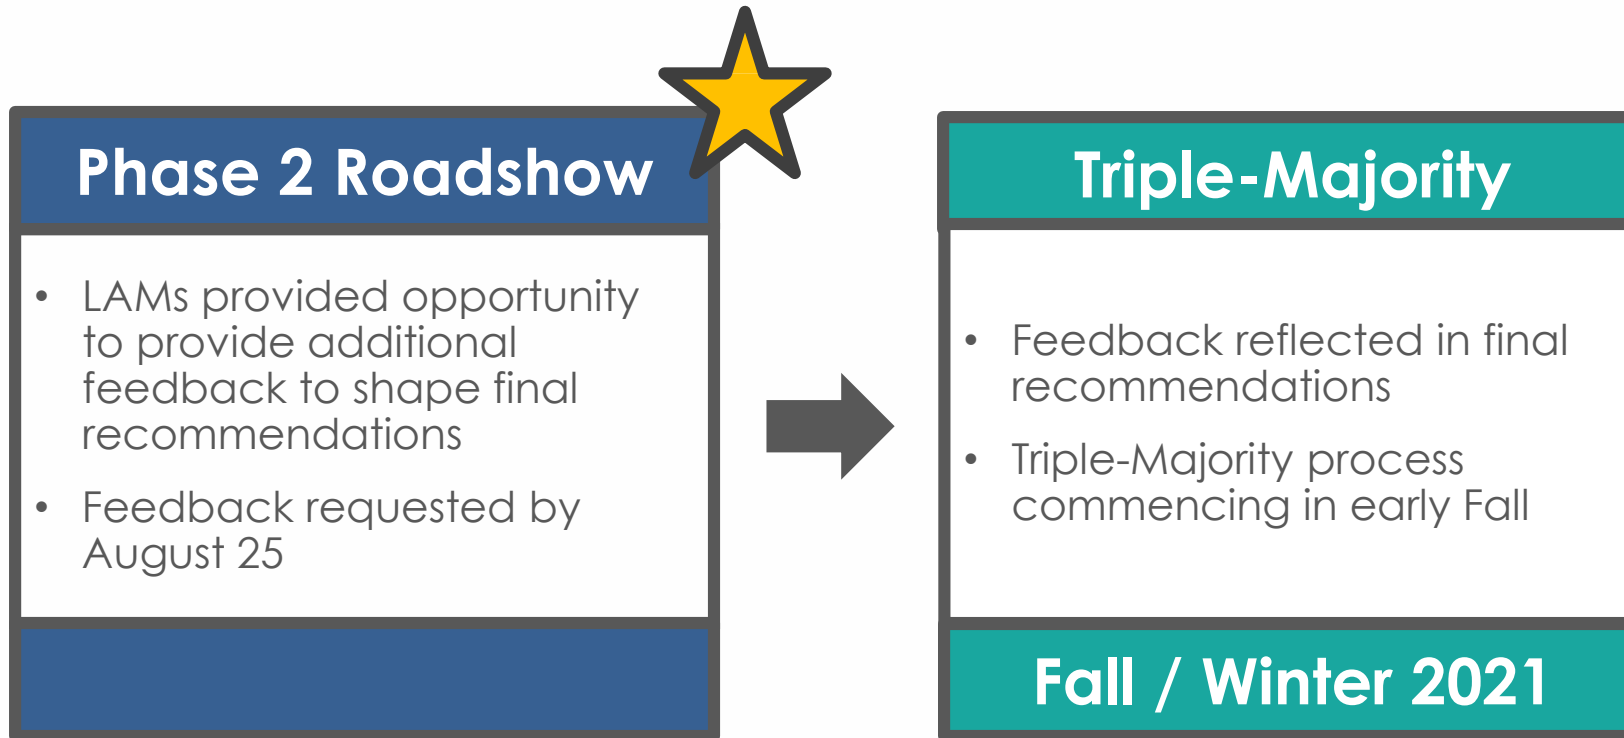 Phase 2 Roadshow
• LAMs provided opportunity
to provide additional
feedback to shape final
recommendations
• Feedback requested by
August 25
Triple-Majority
• Feedback reflected in final
recommendations
• Triple-Majority process
commencing in early Fall
Fall / Winter 2021